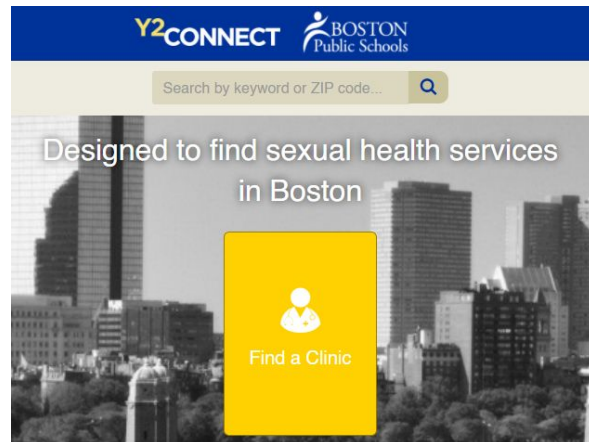 Y2CONNECT
BOSTON
Public Schools
Search by keyword or ZIP code...
Designed to find sexual health services
in Boston
Find a Clinic